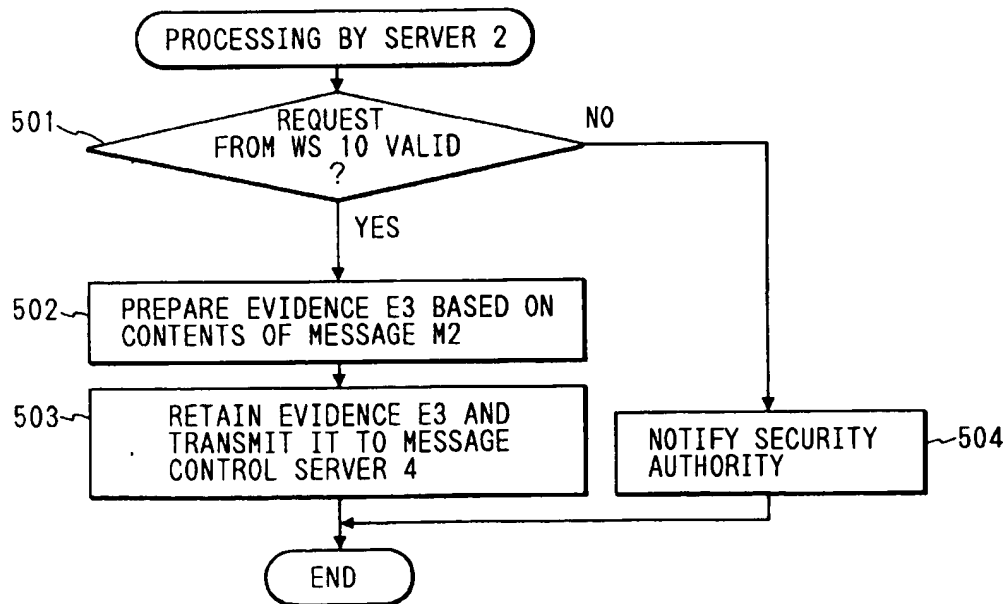 PROCESSING BY SERVER 2
501
REQUEST
FROM WS 10 VALID
?
NO
YES
502
PREPARE EVIDENCE E3 BASED ON
CONTENTS OF MESSAGE M2
503
RETAIN EVIDENCE E3 AND
TRANSMIT IT TO MESSAGE
CONTROL SERVER 4
NOTIFY SECURITY
AUTHORITY
504
END